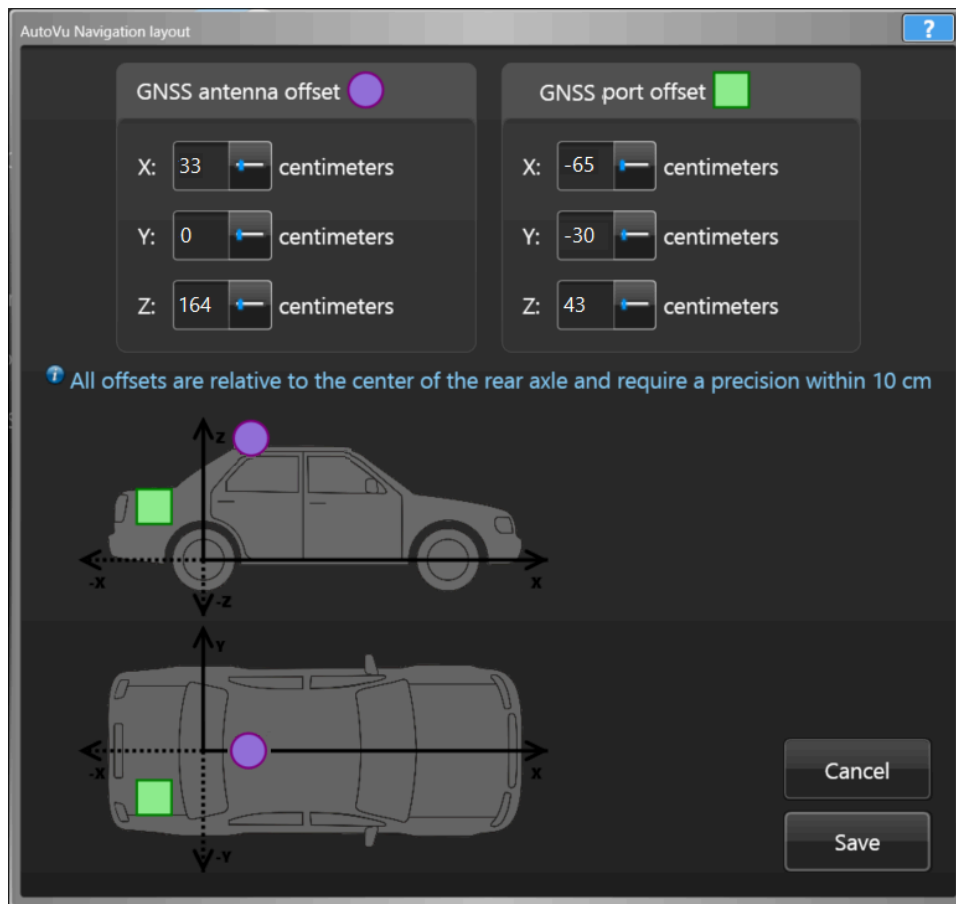 AutoVu Navigation layout
?
GNSS antenna offset
GNSS port offset
X: 33 centimeters
X: -65 centimeters
Y: 0 centimeters
Y: -30 centimeters
Z: 164 centimeters
Z: 43 centimeters
i All offsets are relative to the center of the rear axle and require a precision within 10 cm
Z
-X
X
-Z
Y
-X
X
-Y
Cancel
Save